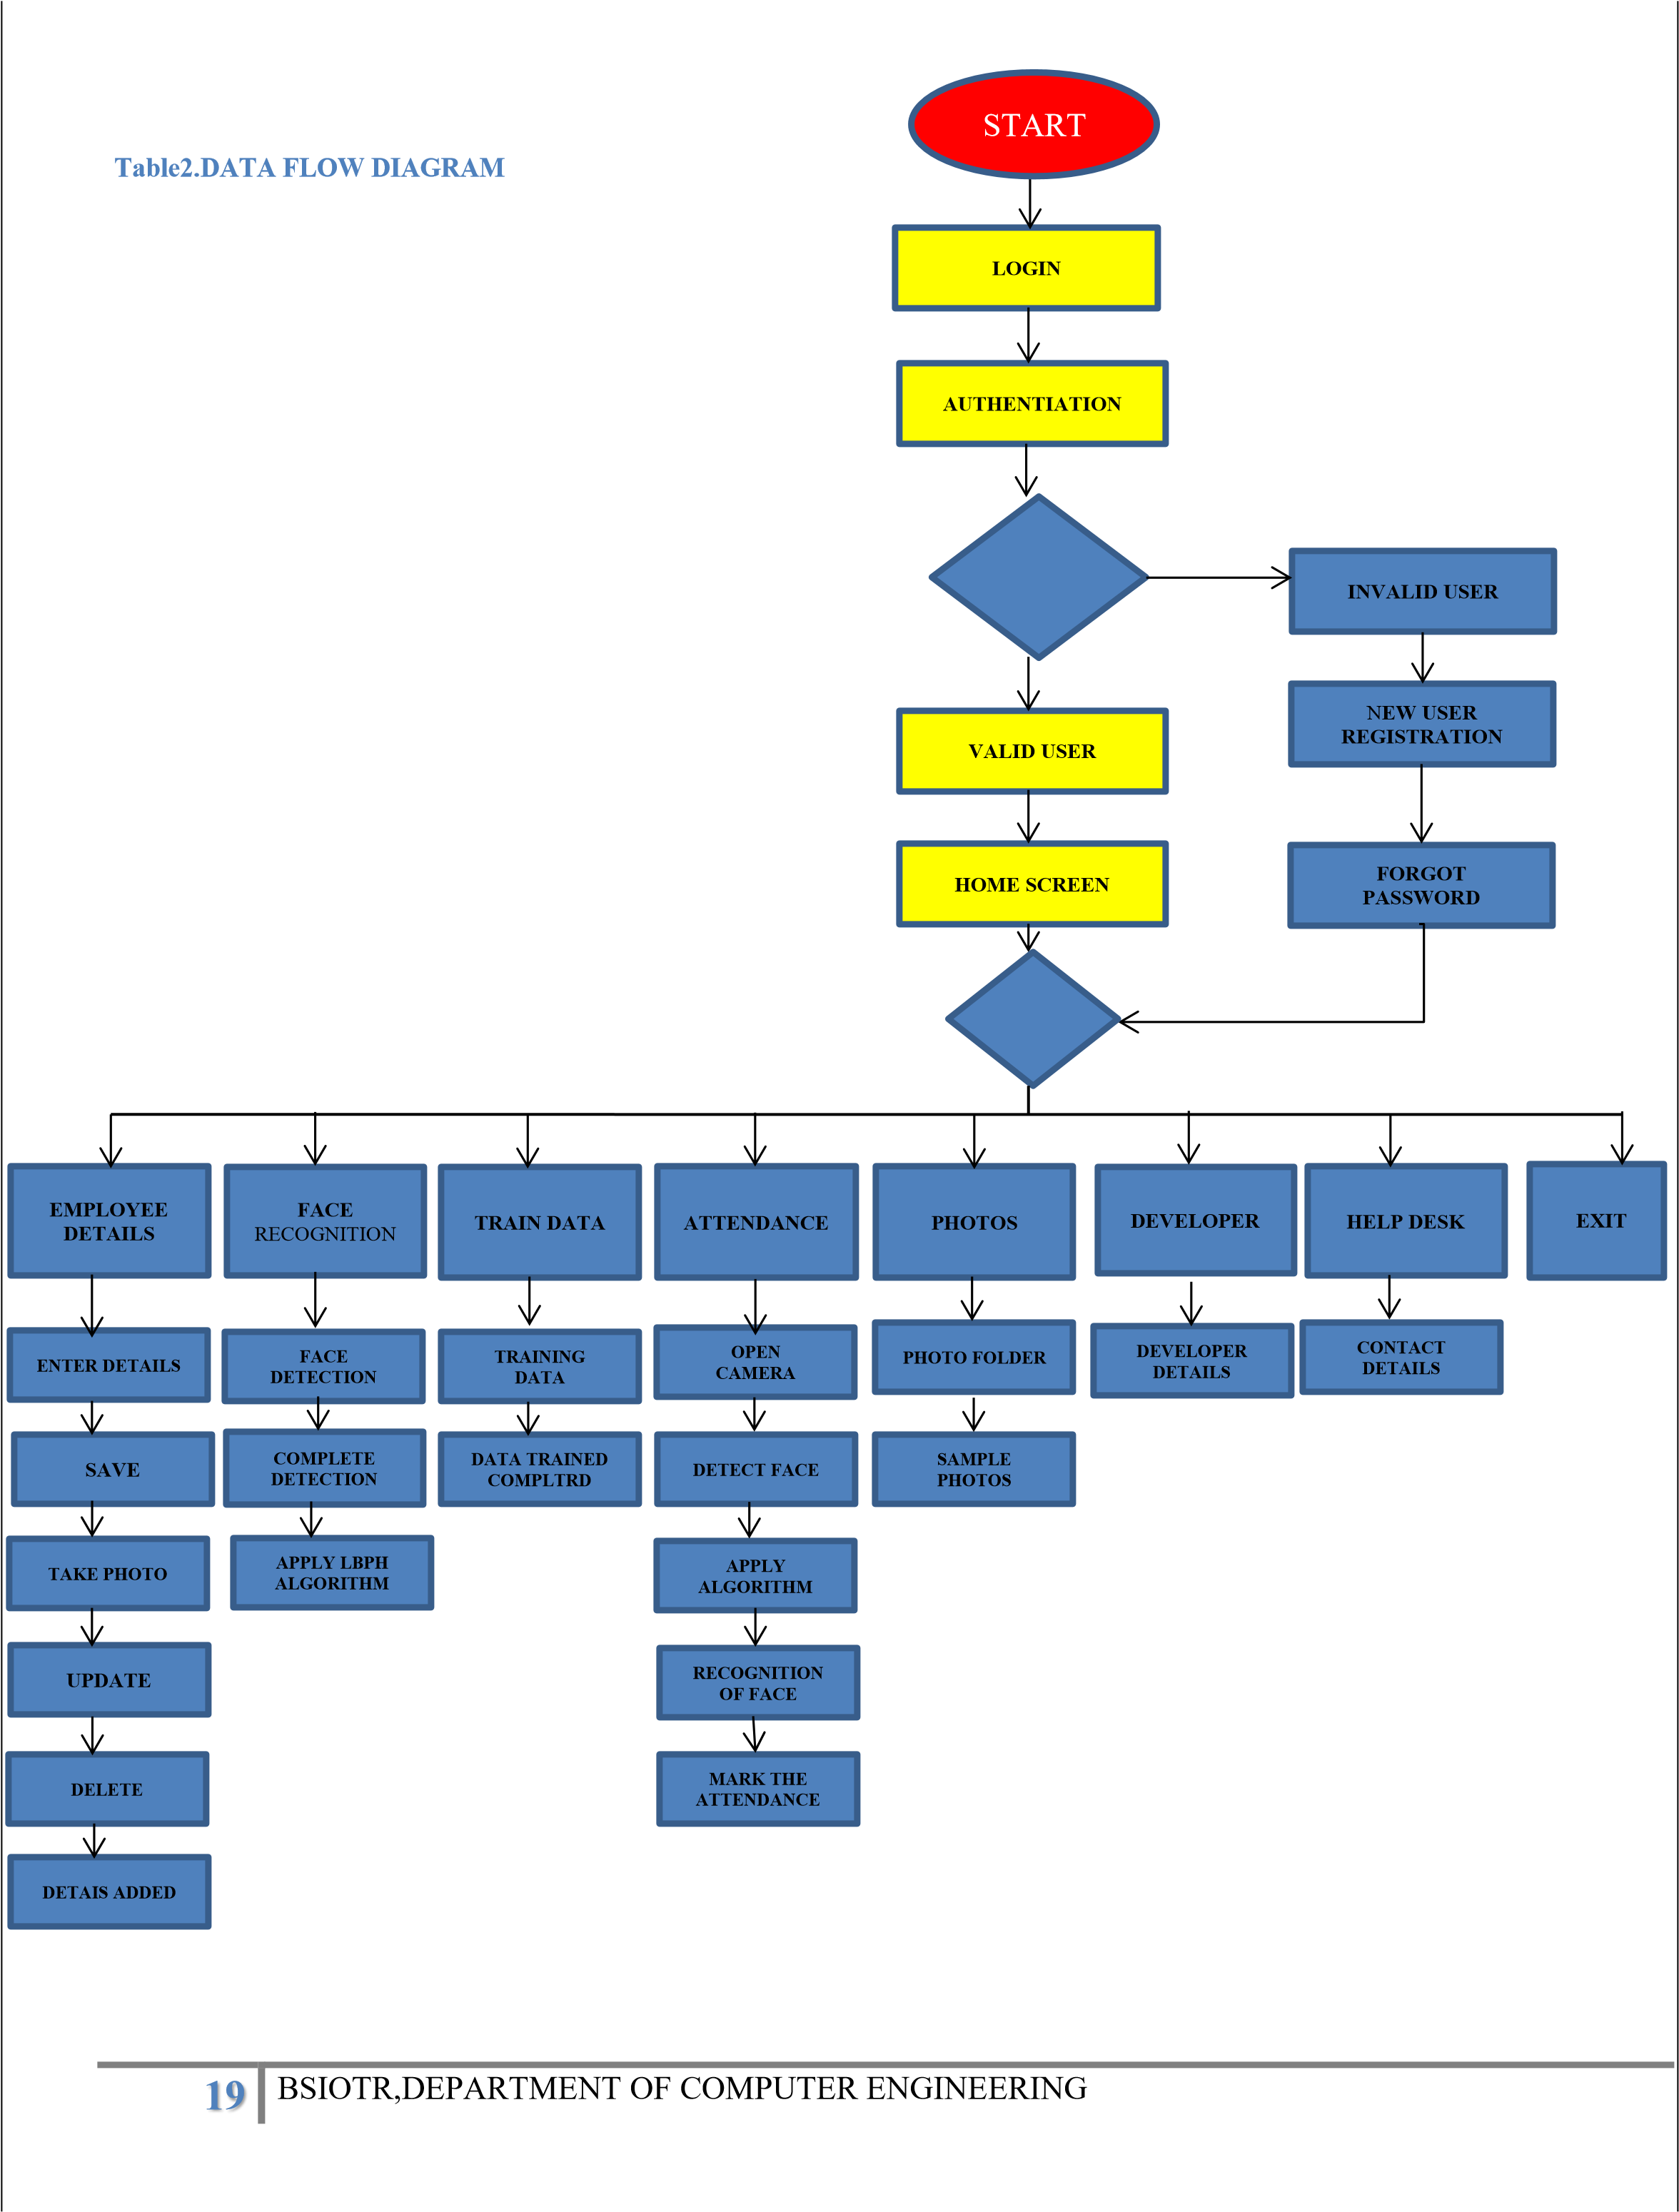 START
Table2.DATA FLOW DIAGRAM
LOGIN
AUTHENTIATION
INVALID USER
NEW USER
REGISTRATION
VALID USER
FORGOT
PASSWORD
HOME SCREEN
EMPLOYEE
DETAILS
FACE
RECOGNITION
TRAIN DATA
ATTENDANCE
PHOTOS
DEVELOPER
HELP DESK
EXIT
ENTER DETAILS
FACE
DETECTION
TRAINING
DATA
OPEN
CAMERA
PHOTO FOLDER
DEVELOPER
DETAILS
CONTACT
DETAILS
SAVE
COMPLETE
DETECTION
DATA TRAINED
COMPLTRD
DETECT FACE
SAMPLE
PHOTOS
TAKE PHOTO
APPLY LBPH
ALGORITHM
APPLY
ALGORITHM
UPDATE
RECOGNITION
OF FACE
DELETE
MARK THE
ATTENDANCE
DETAIS ADDED
19 BSIOTR,DEPARTMENT OF COMPUTER ENGINEERING